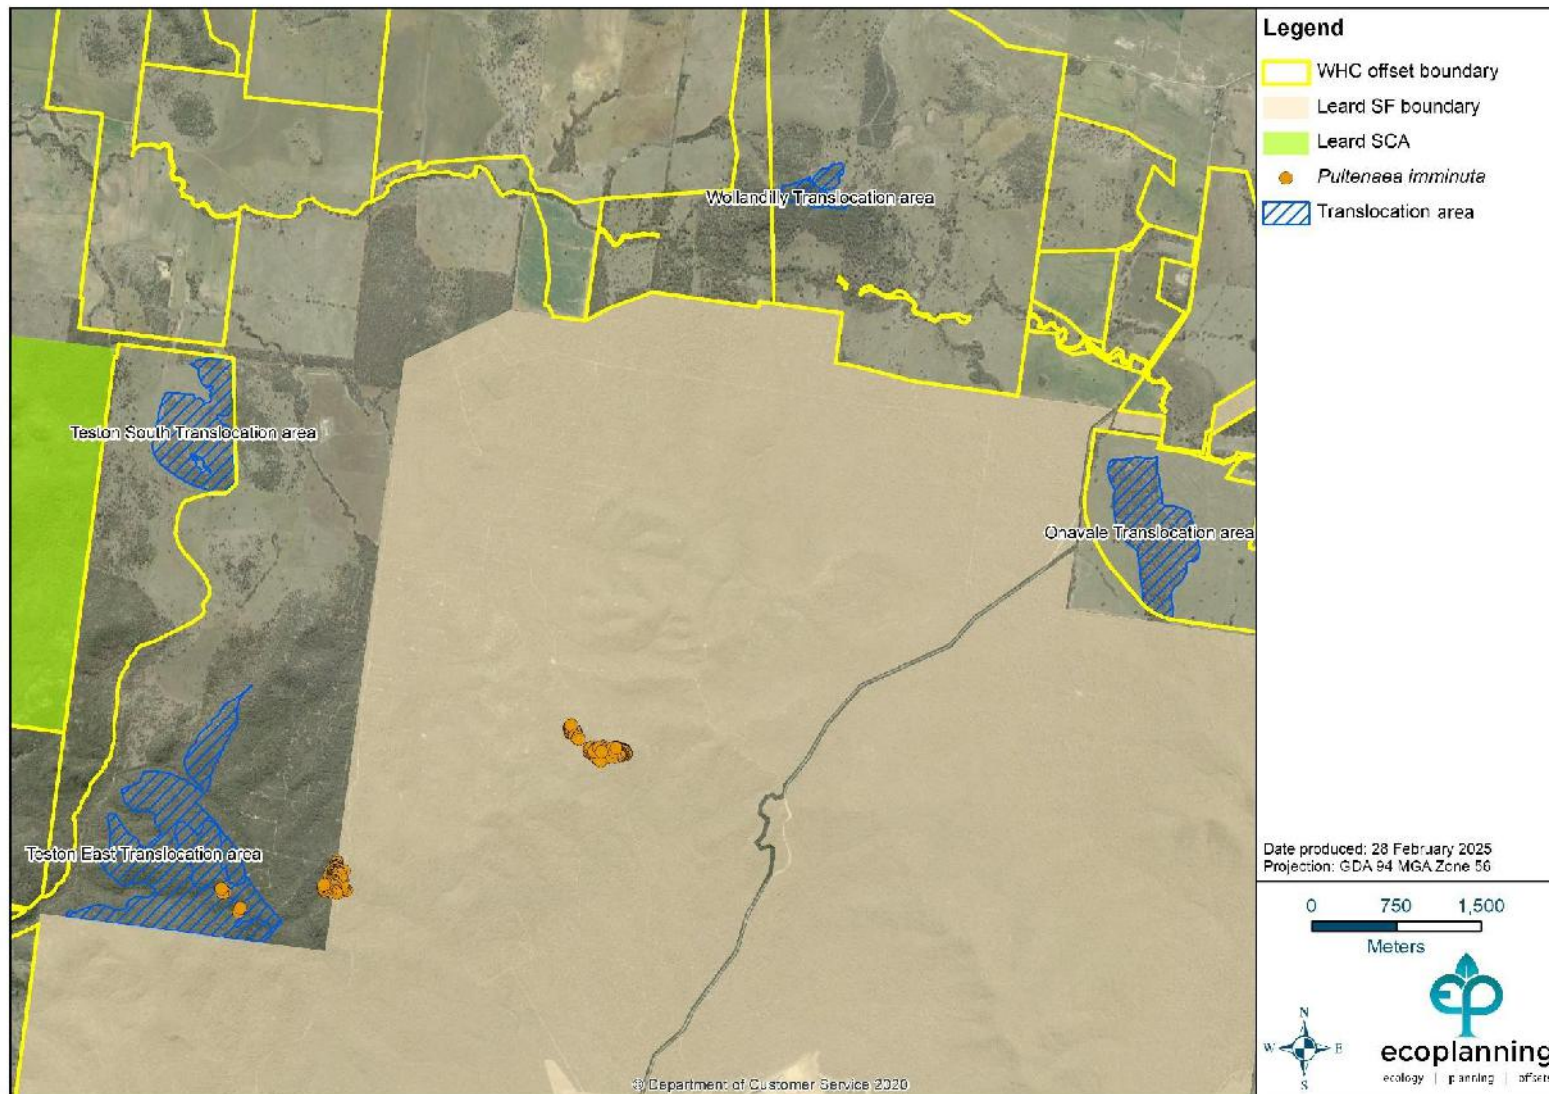 Legend
WHC offset boundary
Leard SF boundary
Leard SCA
Pultenaea imminuta
Translocation area
Wollandilly Translocation area
Teston South Translocation area
Onavale Translocation area
Teston East Translocation area
Date produced: 28 February 2025
Projection: GDA 94 MGA Zone 56
0 750 1,500
Meters
N
W E
S
ecoplanning
ecology | planning | offsets
© Department of Customer Service 2020